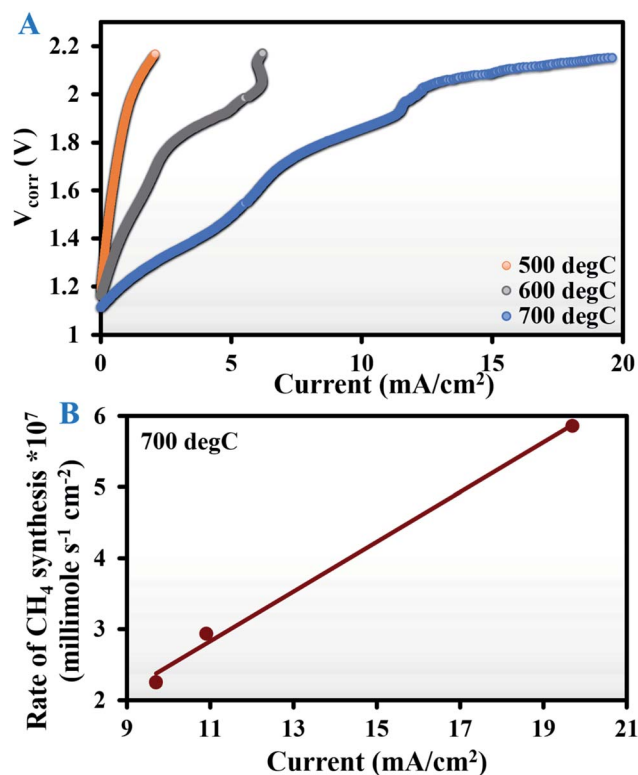 A
2.2
2
1.8
1.6
1.4
1.2
1
V_corr (V)
500 degC
600 degC
700 degC
0
5
10
15
20
Current (mA/cm²)
B
700 degC
6
5
4
3
2
Rate of CH₄ synthesis *10⁷
(millimole s⁻¹ cm⁻²)
9
11
13
15
17
19
21
Current (mA/cm²)